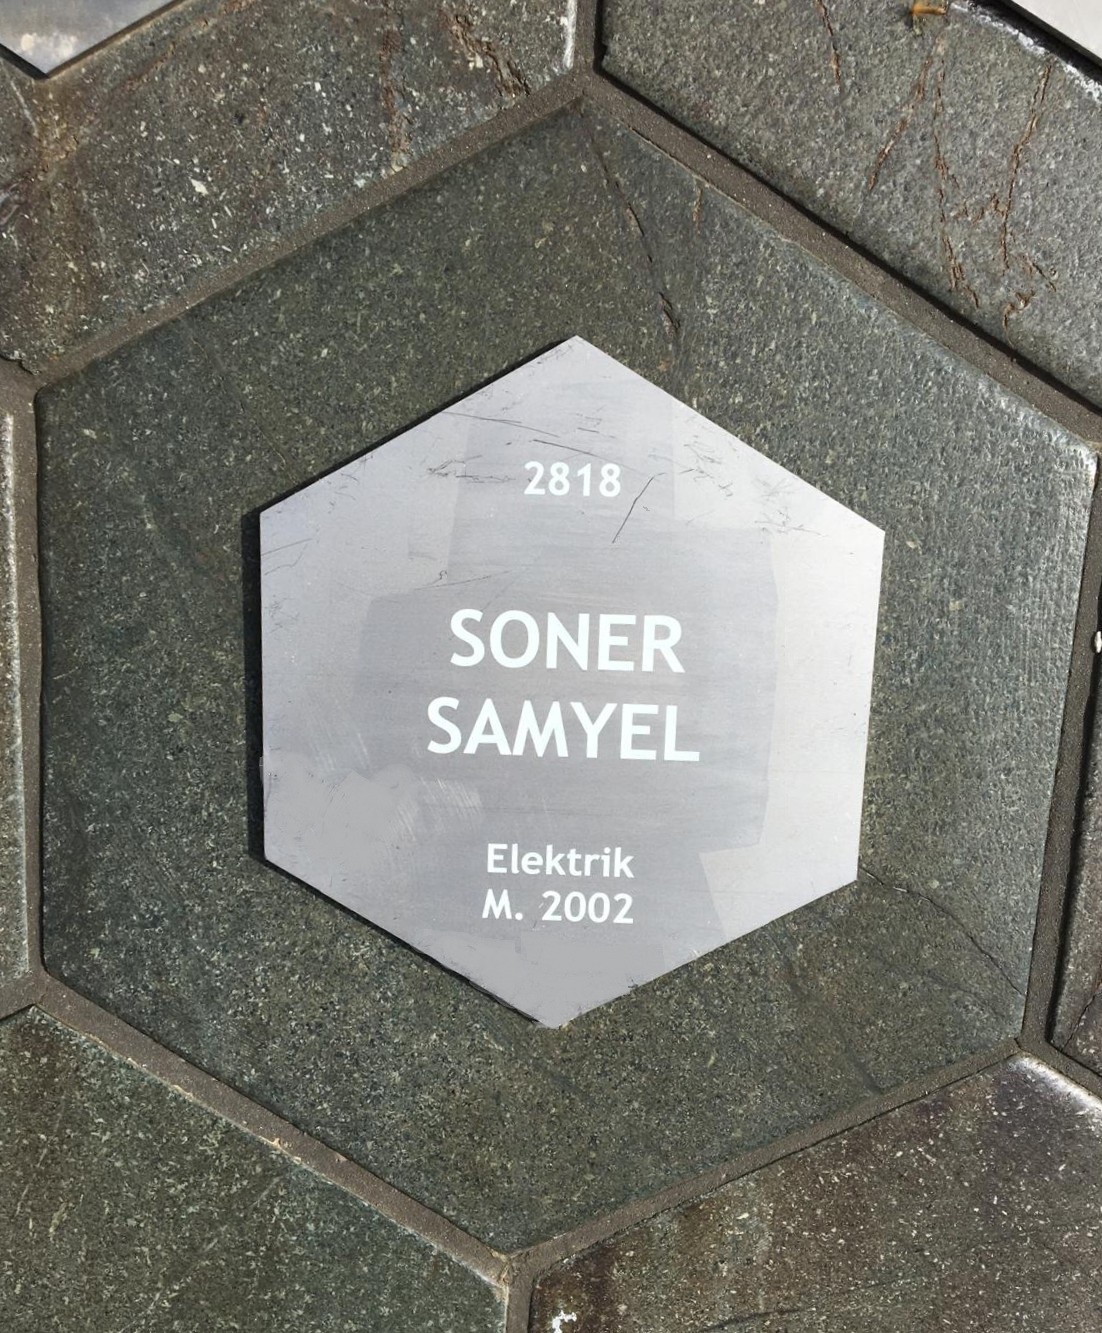 2818
SONER
SAMYEL
Elektrik
M. 2002